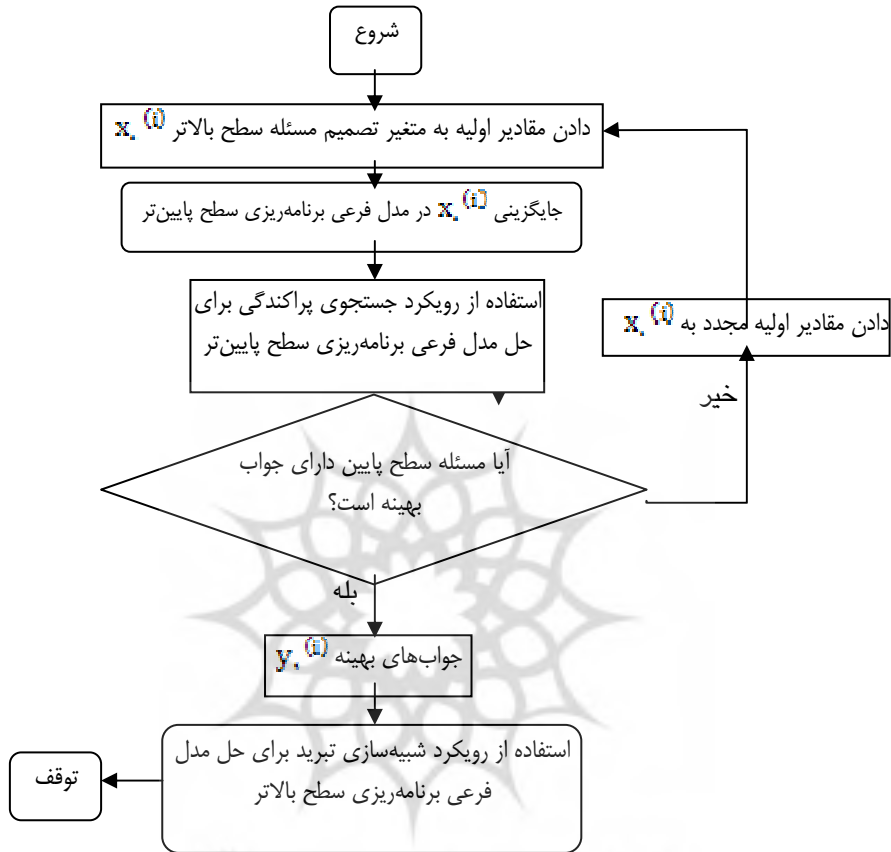 شروع
دادن مقادیر اولیه به متغیر تصمیم مسئله سطح بالاتر x. (i)
جایگزینی x. (i) در مدل فرعی برنامه‌ریزی سطح پایین‌تر
استفاده از رویکرد جستجوی پراکندگی برای
حل مدل فرعی برنامه‌ریزی سطح پایین‌تر
دادن مقادیر اولیه مجدد به x. (i)
خیر
آیا مسئله سطح پایین دارای جواب
بهینه است؟
بله
جواب‌های بهینه y. (i)
استفاده از رویکرد شبیه‌سازی تبرید برای حل مدل
فرعی برنامه‌ریزی سطح بالاتر
توقف